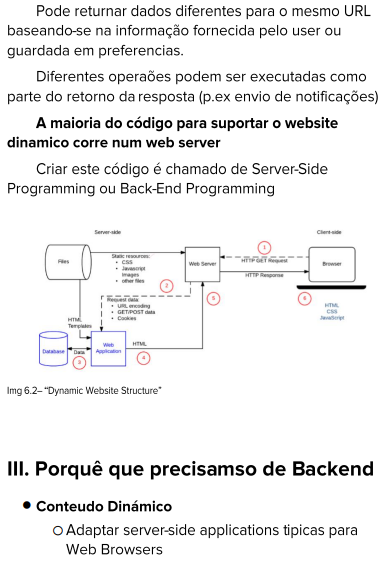 Pode returnar dados diferentes para o mesmo URL
baseando-se na informação fornecida pelo user ou
guardada em preferencias.
Diferentes operaões podem ser executadas como
parte do retorno da resposta (p.ex envio de notificações)
A maioria do código para suportar o website
dinamico corre num web server
Criar este código é chamado de Server-Side
Programming ou Back-End Programming
Server-side
Client-side
Files
Static resources:
• CSS
• Javascript
Images
• other files
Web Server
1
HTTP GET Request
HTTP Response
Browser
2
Request data:
• URL encoding
• GET/POST data
• Cookies
5
6
HTML
CSS
JavaScript
HTML
Templates
Database
Data
3
Web
Application
HTML
4
Img 6.2– “Dynamic Website Structure”
III. Porquê que precisamso de Backend
● Conteudo Dinámico
○ Adaptar server-side applications tipicas para
Web Browsers